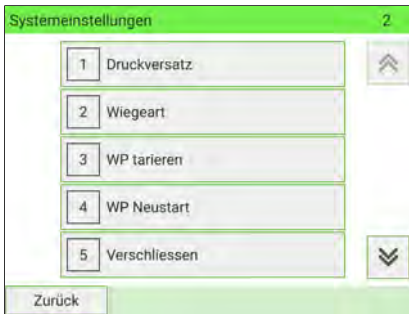 Systemeinstellungen 2
1 Druckversatz
2 Wiegeart
3 WP tarieren
4 WP Neustart
5 Verschliessen
Zurück